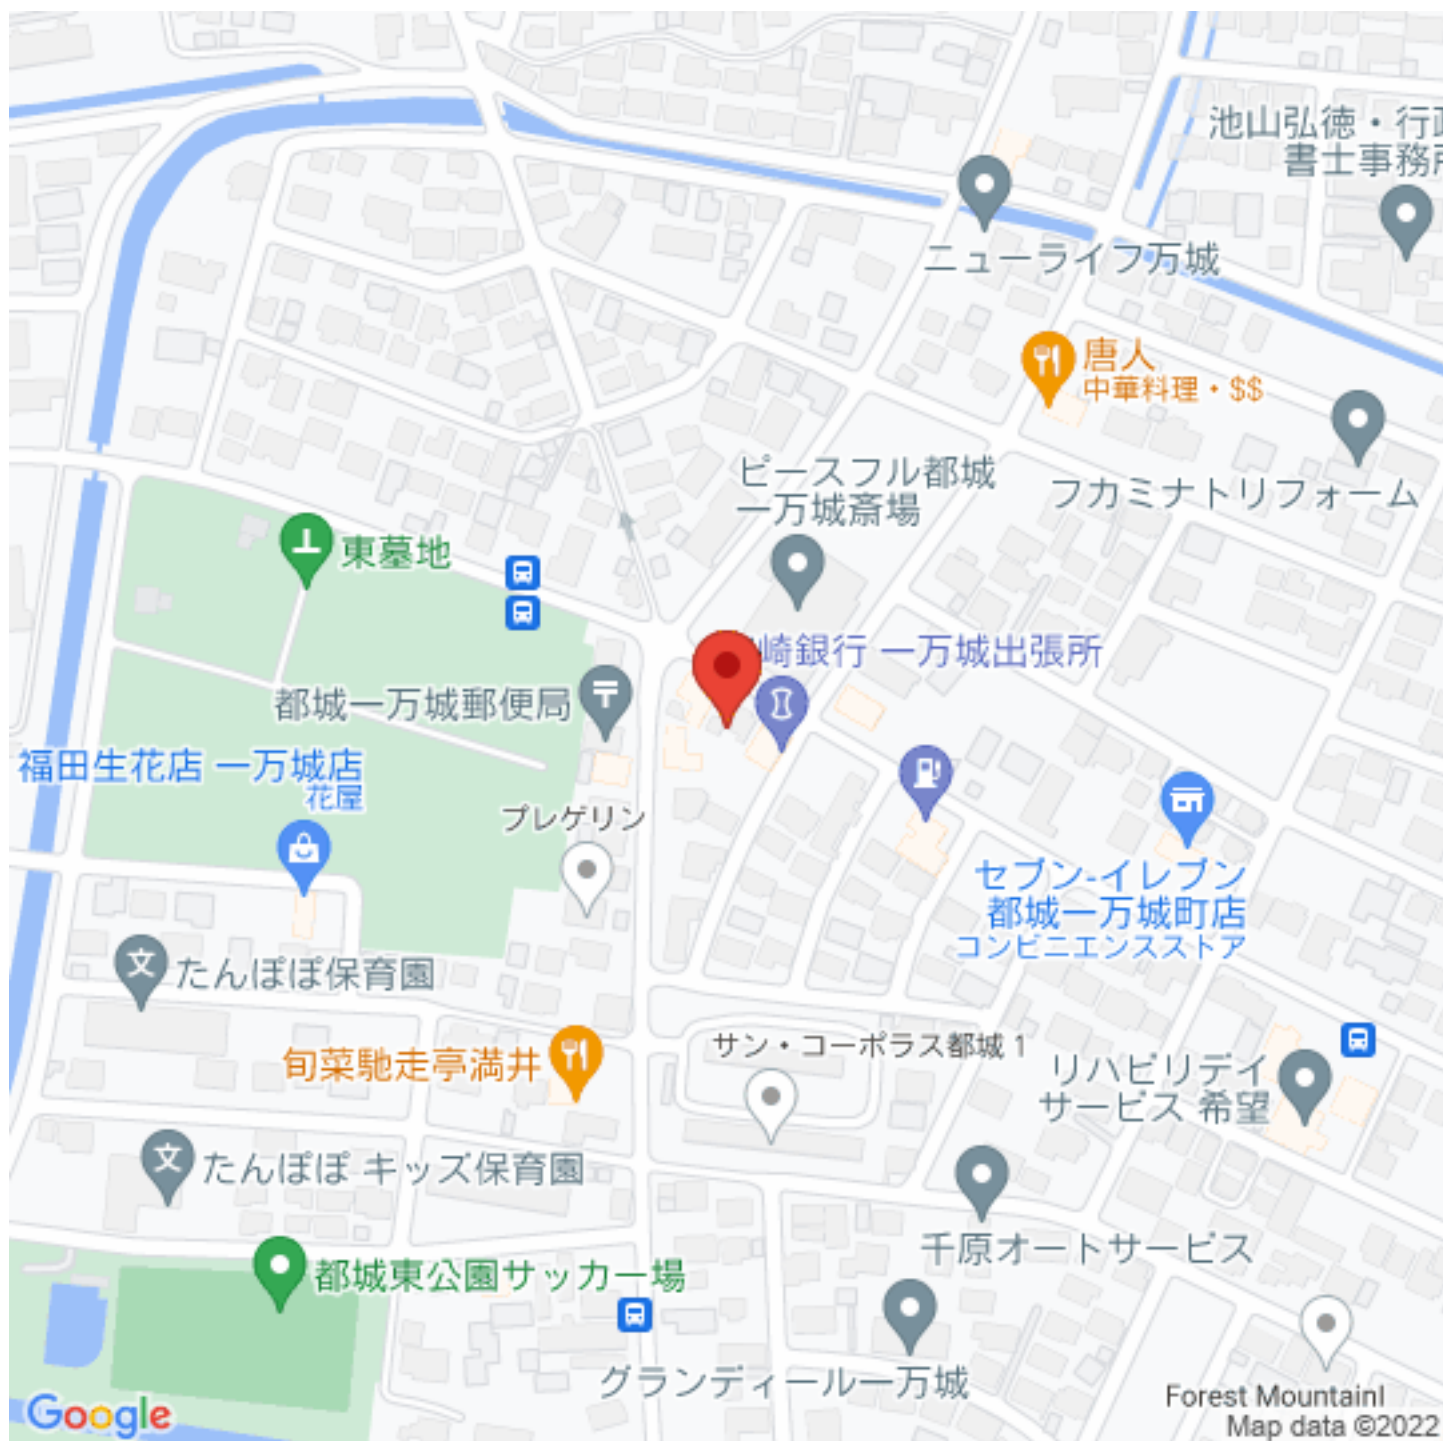 池山弘徳・行政
書士事務所
ニューライフ万城
唐人
中華料理・$$
ピースフル都城
一万城斎場
フカミナトリフォーム
東墓地
崎銀行 一万城出張所
都城一万城郵便局
福田生花店 一万城店
花屋
プレゲリン
セブン-イレブン
都城一万城町店
コンビニエンスストア
たんぽぽ保育園
旬菜馳走亭満井
サン・コーポラス都城 1
リハビリデイ
サービス 希望
たんぽぽ キッズ保育園
千原オートサービス
都城東公園サッカー場
グランディール一万城
Forest MountainI
Google
Map data ©2022